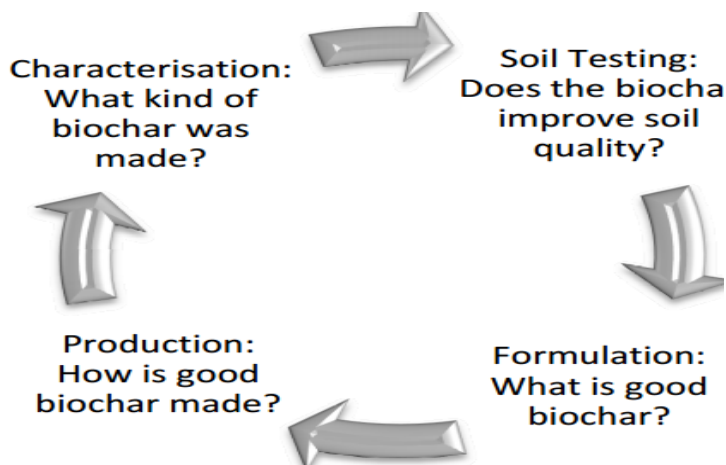 Characterisation:
What kind of
biochar was
made?
Soil Testing:
Does the biocha
improve soil
quality?
Production:
How is good
biochar made?
Formulation:
What is good
biochar?